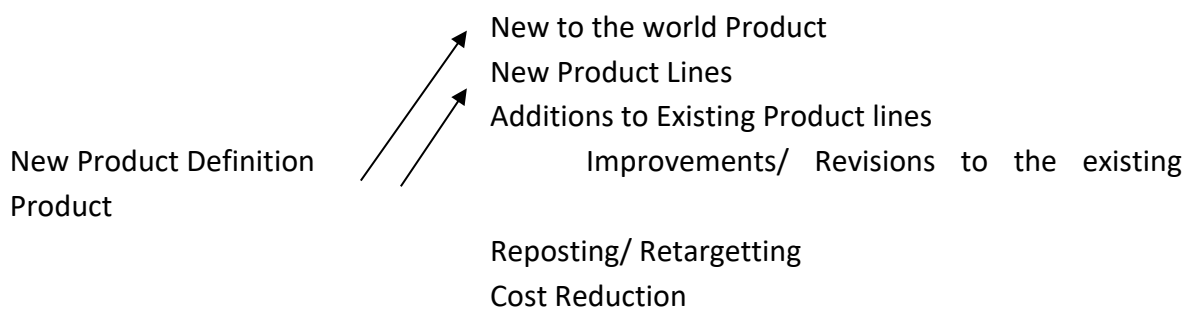 New to the world Product
New Product Lines
Additions to Existing Product lines
New Product Definition Improvements/ Revisions to the existing
Product
Reposting/ Retargetting
Cost Reduction